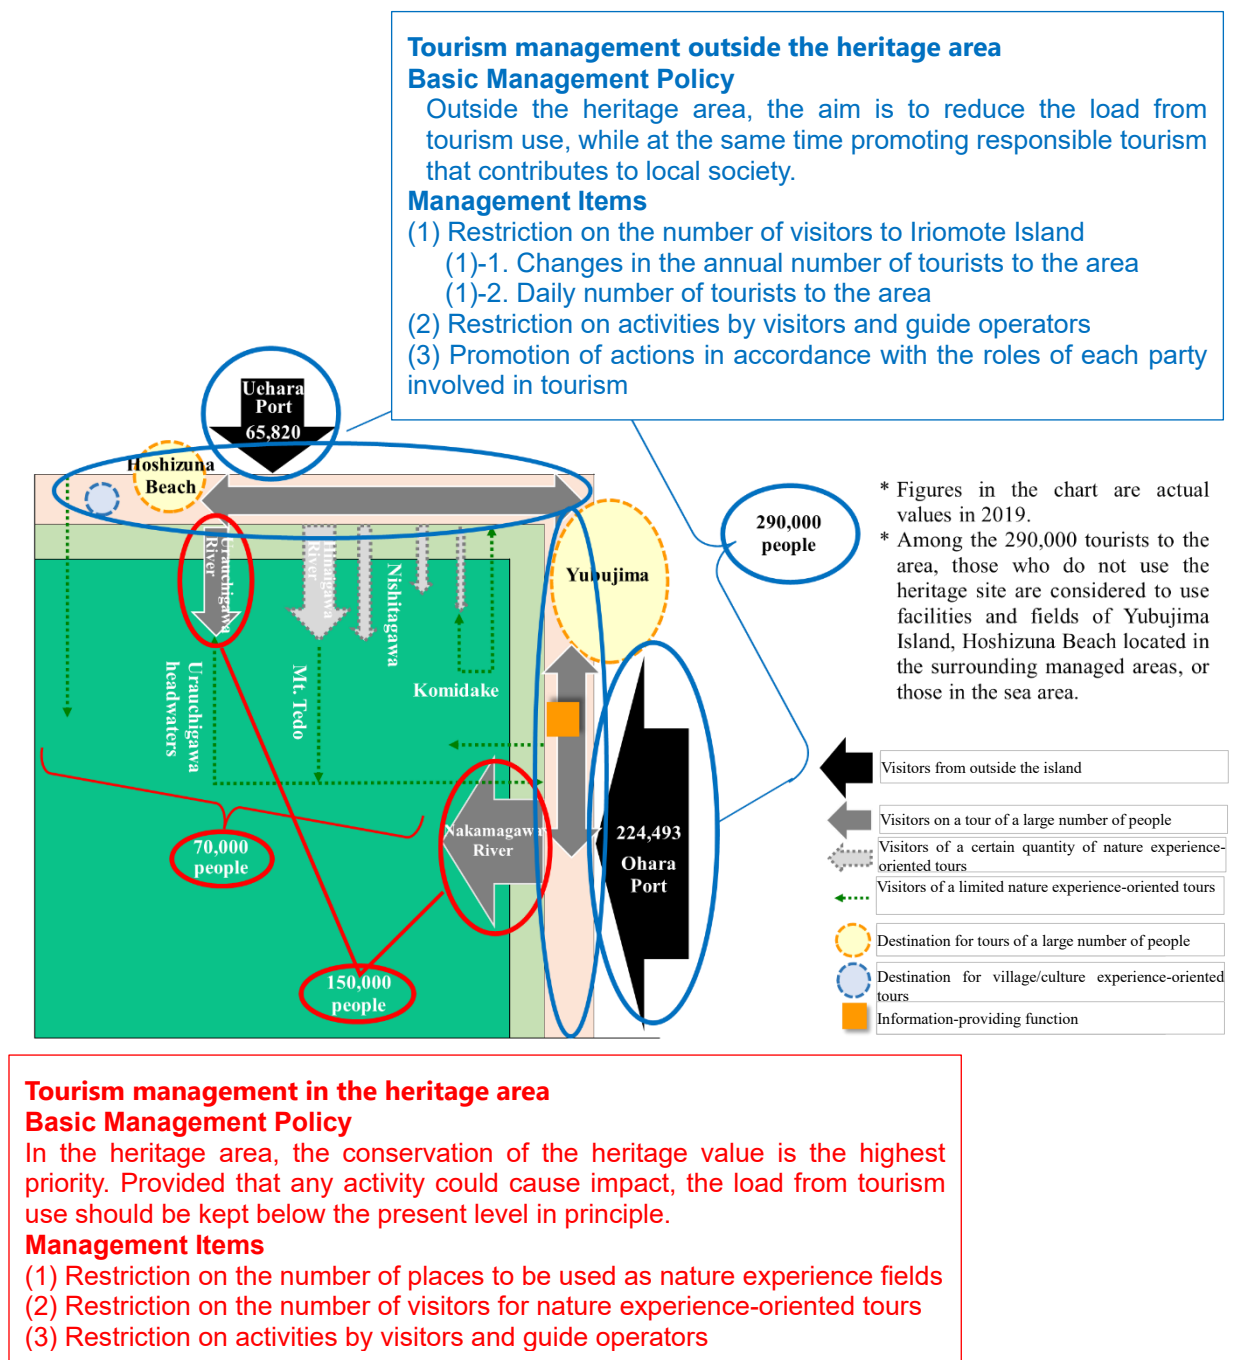 Tourism management outside the heritage area
Basic Management Policy
Outside the heritage area, the aim is to reduce the load from
tourism use, while at the same time promoting responsible tourism
that contributes to local society.
Management Items
(1) Restriction on the number of visitors to Iriomote Island
(1)-1. Changes in the annual number of tourists to the area
(1)-2. Daily number of tourists to the area
(2) Restriction on activities by visitors and guide operators
(3) Promotion of actions in accordance with the roles of each party
involved in tourism
Uehara
Port
65,820
Hoshizuna
Beach
Urauchigawa
River
River
Nishitagawa
Yubujima
290,000
people
* Figures in the chart are actual
values in 2019.
* Among the 290,000 tourists to the
area, those who do not use the
heritage site are considered to use
facilities and fields of Yubujima
Island, Hoshizuna Beach located in
the surrounding managed areas, or
those in the sea area.
Urauchigawa
headwaters
Mt. Tedo
Komidake
Nakamagawa
River
224,493
Ohara
Port
70,000
people
150,000
people
Visitors from outside the island
Visitors on a tour of a large number of people
Visitors of a certain quantity of nature experience-
oriented tours
Visitors of a limited nature experience-oriented tours
Destination for tours of a large number of people
Destination for village/culture experience-oriented
tours
Information-providing function
Tourism management in the heritage area
Basic Management Policy
In the heritage area, the conservation of the heritage value is the highest
priority. Provided that any activity could cause impact, the load from tourism
use should be kept below the present level in principle.
Management Items
(1) Restriction on the number of places to be used as nature experience fields
(2) Restriction on the number of visitors for nature experience-oriented tours
(3) Restriction on activities by visitors and guide operators